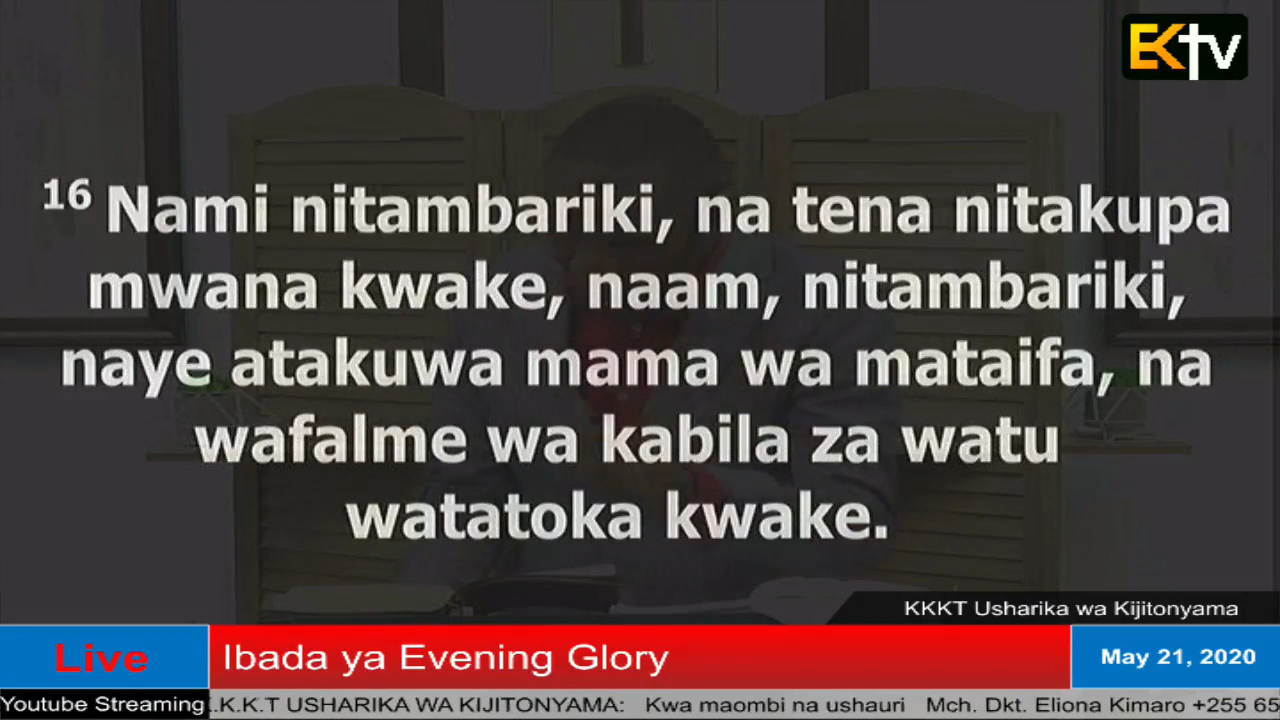 EKTV
16 Nami nitambariki, na tena nitakupa
mwana kwake, naam, nitambariki,
naye atakuwa mama wa mataifa, na
wafalme wa kabila za watu
watatoka kwake.
KKKT Usharika wa Kijitonyama
Live
Ibada ya Evening Glory
May 21, 2020
Youtube Streaming
.K.K.T USHARIKA WA KIJITONYAMA: Kwa maombi na ushauri Mch. Dkt. Eliona Kimaro +255 65